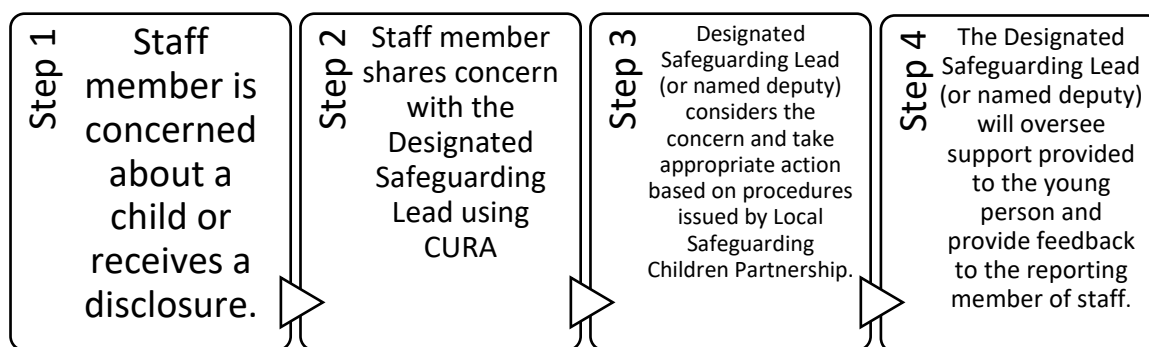 Step 1
Staff
member is
concerned
about a
child or
receives a
disclosure.
Step 2
Staff member
shares concern
with the
Designated
Safeguarding
Lead using
CURA
Step 3
Designated
Safeguarding Lead
(or named deputy)
considers the
concern and take
appropriate action
based on procedures
issued by Local
Safeguarding
Children Partnership.
Step 4
The Designated
Safeguarding Lead
(or named deputy)
will oversee
support provided
to the young
person and
provide feedback
to the reporting
member of staff.